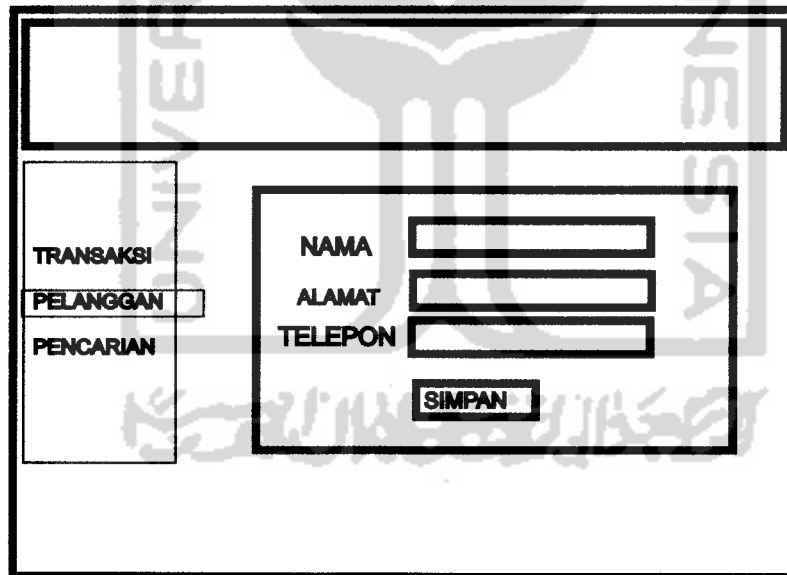 TRANSAKSI
PELANGGAN
PENCARIAN
NAMA
ALAMAT
TELEPON
SIMPAN